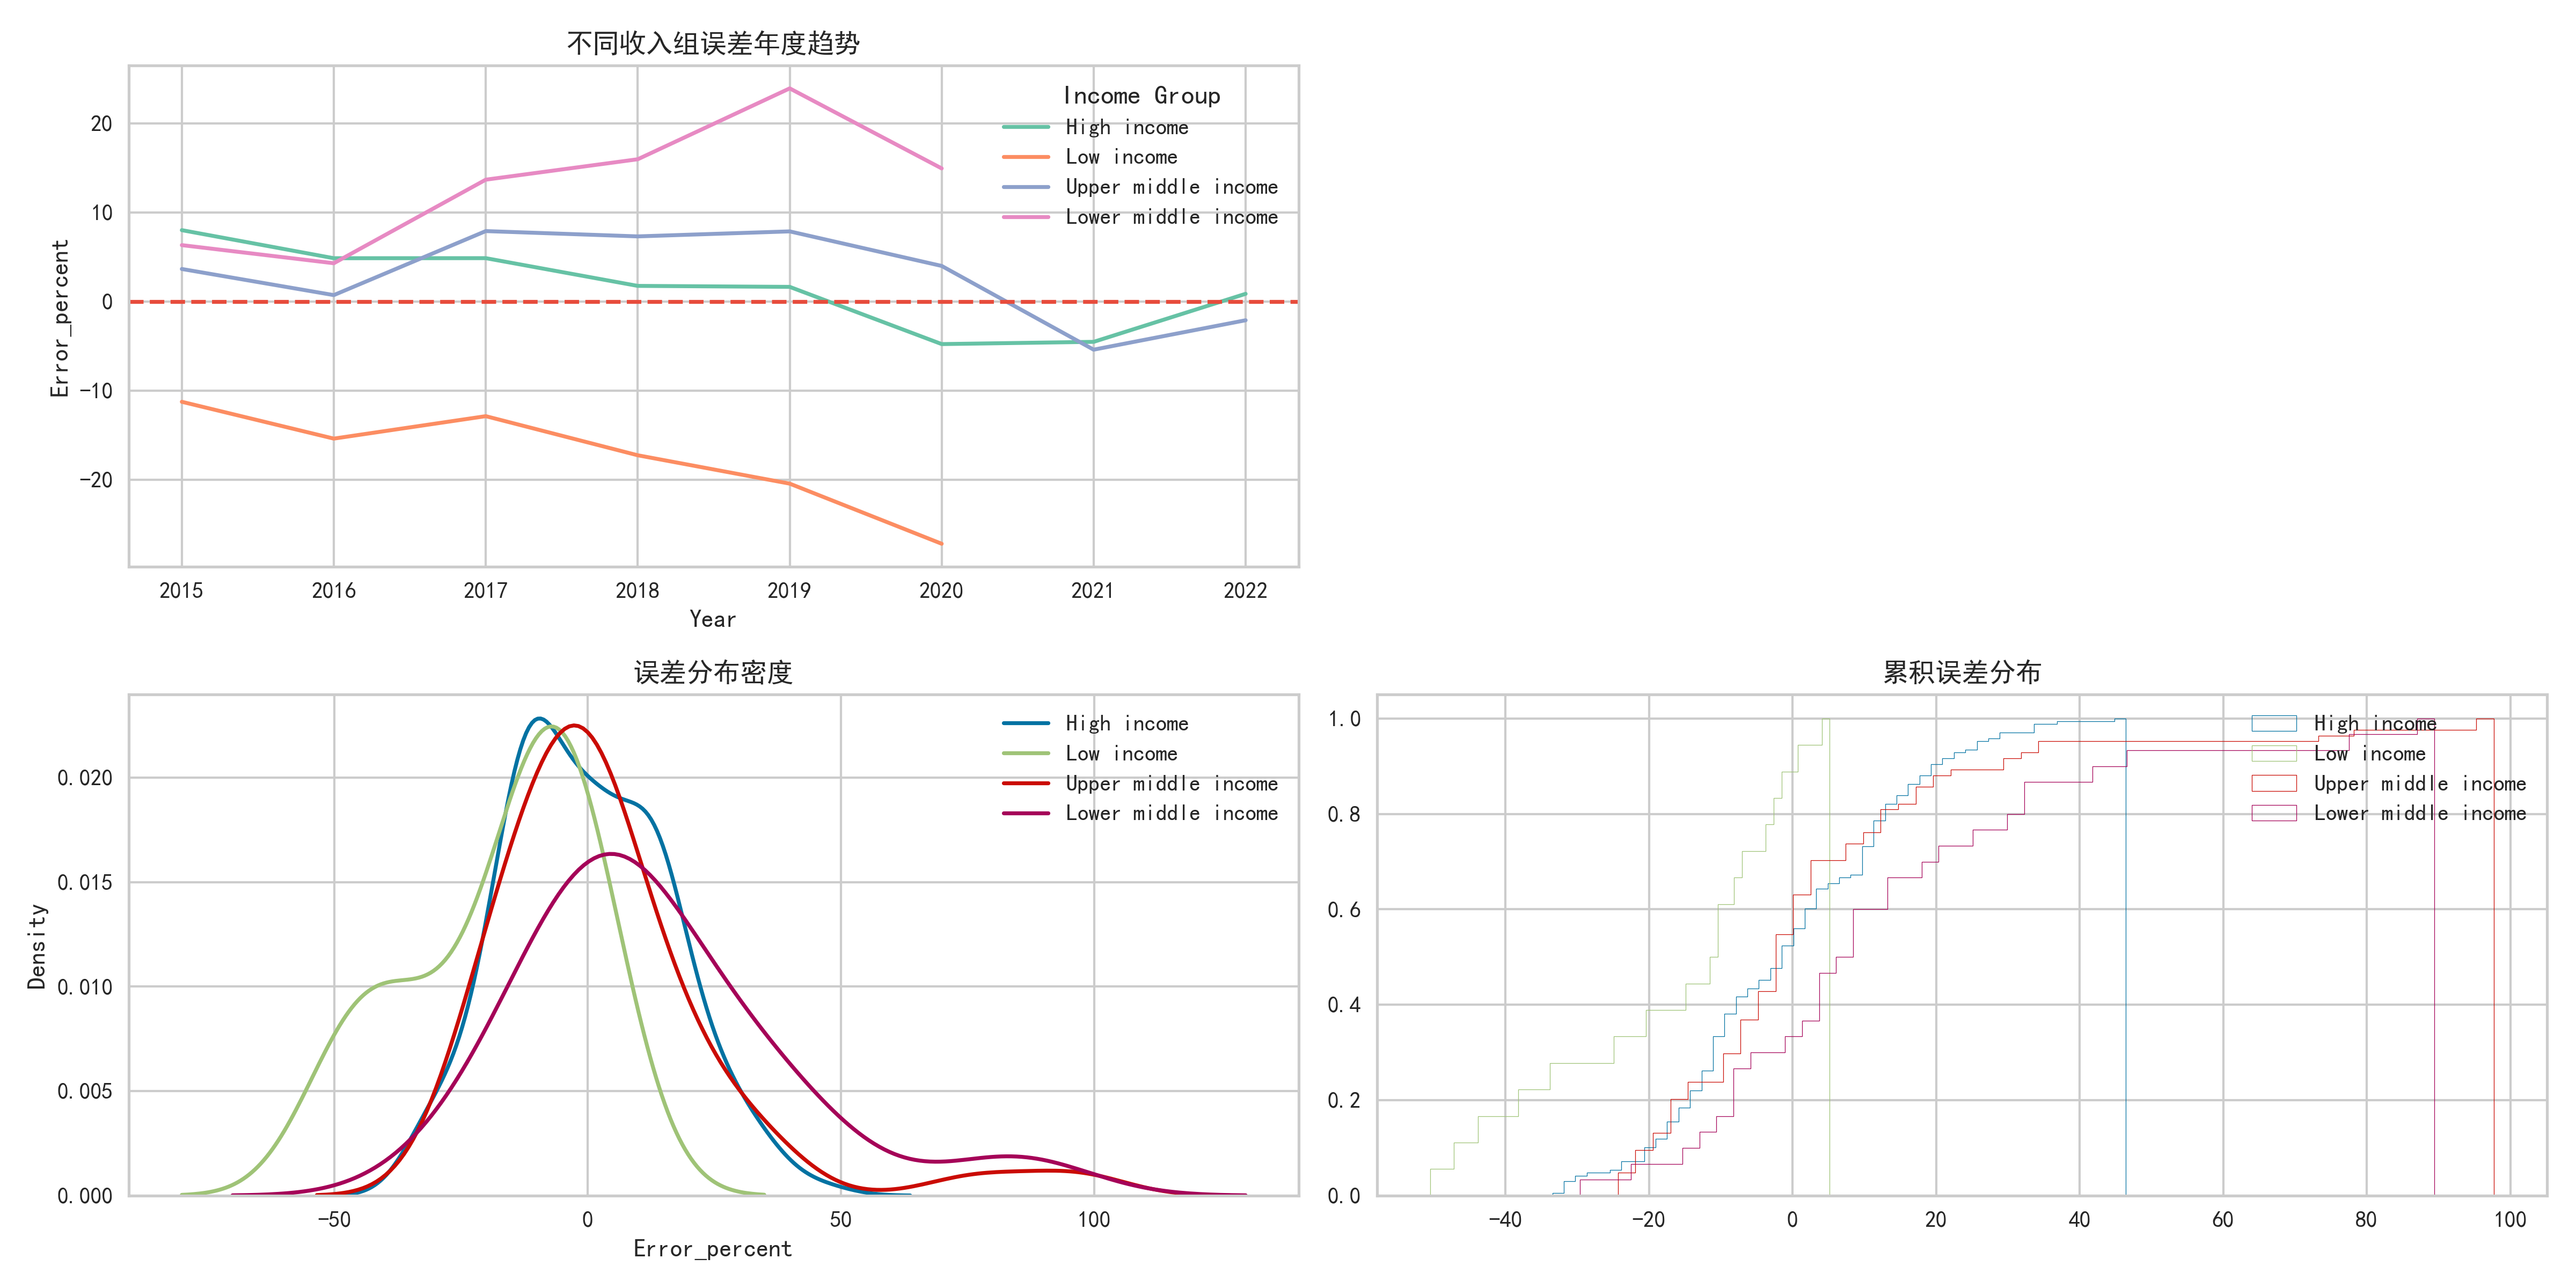 不同收入组误差年度趋势
Error_percent
20
10
0
−10
−20
Income Group
High income
Low income
Upper middle income
Lower middle income
2015 2016 2017 2018 2019 2020 2021 2022
Year
误差分布密度
Density
0.020
0.015
0.010
0.005
0.000
High income
Low income
Upper middle income
Lower middle income
−50 0 50 100
Error_percent
累积误差分布
1.0
0.8
0.6
0.4
0.2
0.0
High income
Low income
Upper middle income
Lower middle income
−40 −20 0 20 40 60 80 100